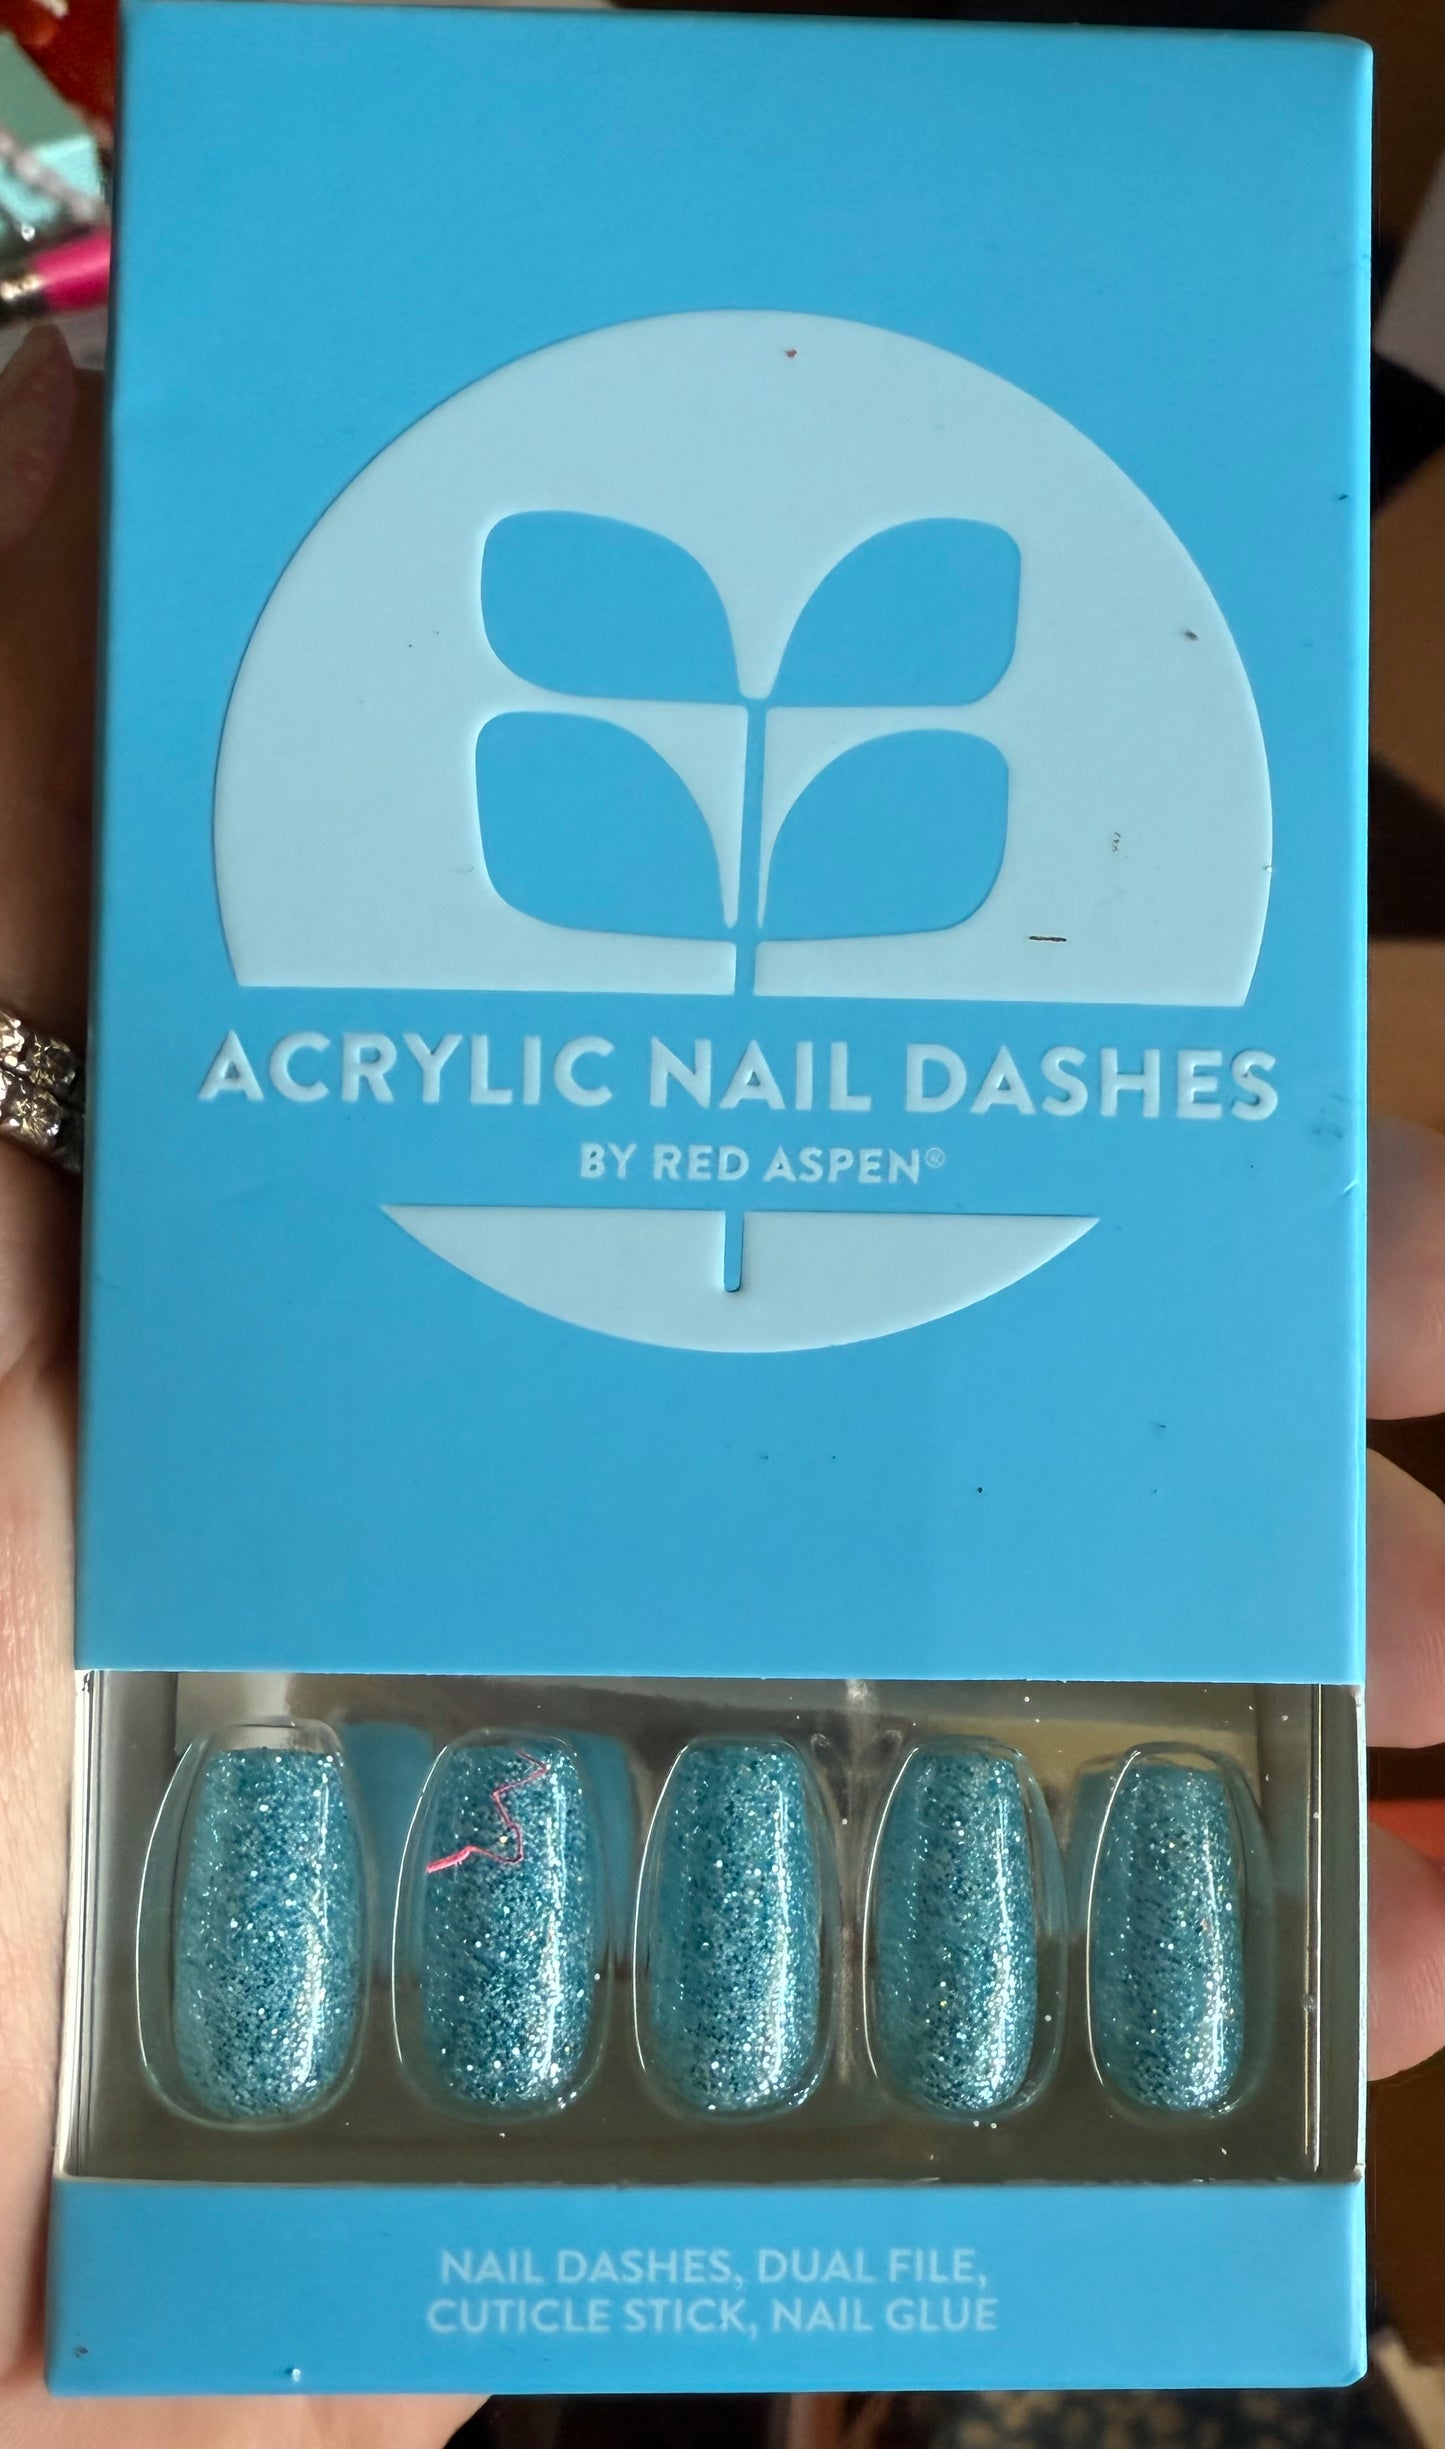 ACRYLIC NAIL DASHES
BY RED ASPEN®
NAIL DASHES, DUAL FILE,
CUTICLE STICK, NAIL GLUE